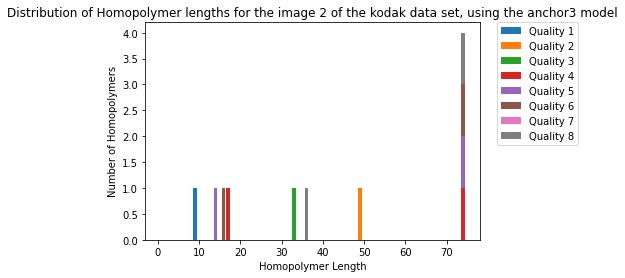 Distribution of Homopolymer lengths for the image 2 of the kodak data set, using the anchor3 model
Number of Homopolymers
4.0
3.5
3.0
2.5
2.0
1.5
1.0
0.5
0.0
0 10 20 30 40 50 60 70
Homopolymer Length
Quality 1
Quality 2
Quality 3
Quality 4
Quality 5
Quality 6
Quality 7
Quality 8